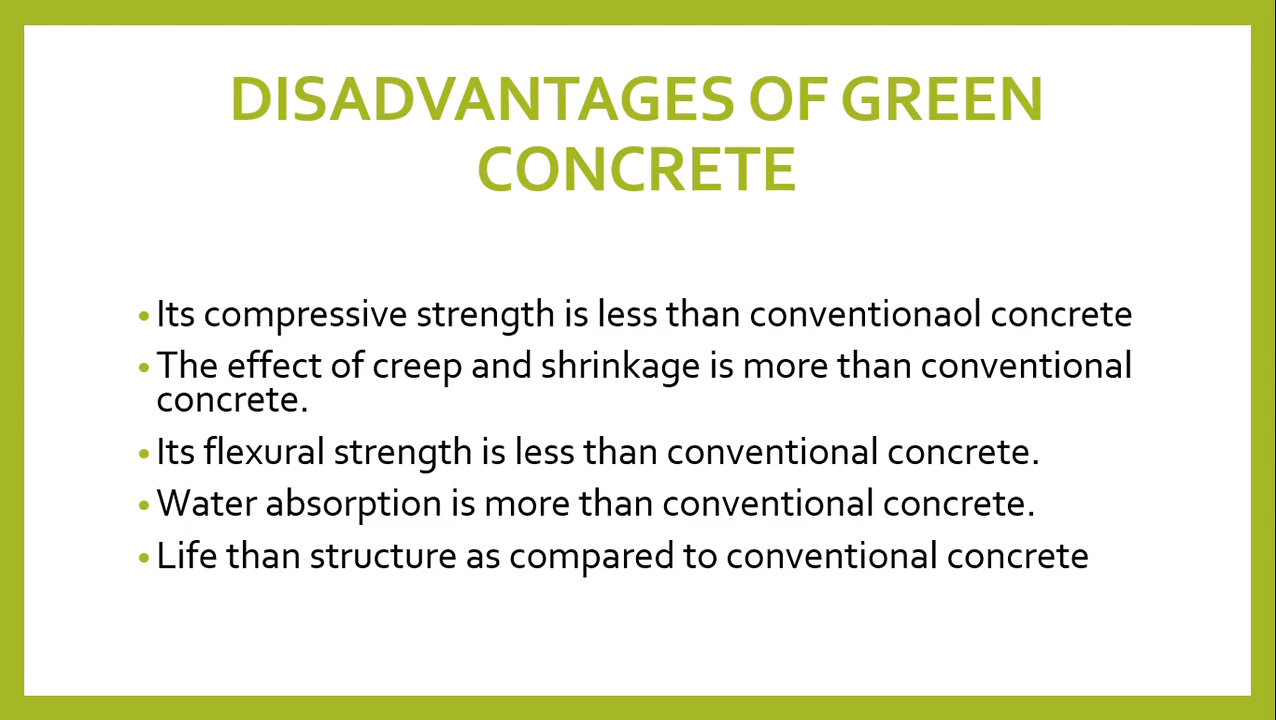 DISADVANTAGES OF GREEN
CONCRETE
•Its compressive strength is less than conventionaol concrete
•The effect of creep and shrinkage is more than conventional
concrete.
•Its flexural strength is less than conventional concrete.
•Water absorption is more than conventional concrete.
•Life than structure as compared to conventional concrete